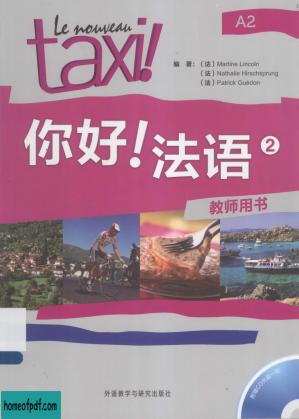 A2
Le nouveau
taxi!
编 著：（法）Martine Lincoln
（法）Nathalie Hirschsprung
（法）Patrick Guédon
你好！法语 2
教师用书
外语教学与研究出版社
homeofpdf.com